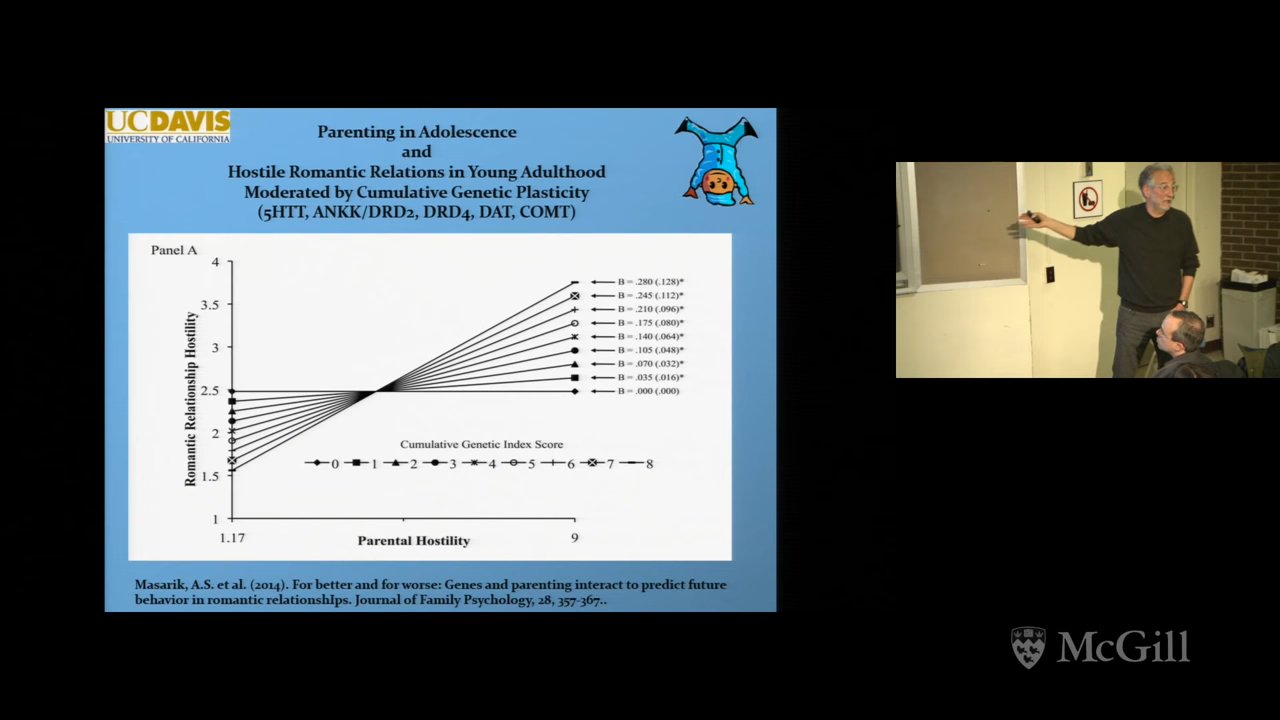 UCDAVIS
UNIVERSITY OF CALIFORNIA
Parenting in Adolescence
and
Hostile Romantic Relations in Young Adulthood
Moderated by Cumulative Genetic Plasticity
(5HTT, ANKK/DRD2, DRD4, DAT, COMT)
Panel A
4
3.5
3
2.5
2
1.5
1
Romantic Relationship Hostility
B = .280 (.128)*
B = .245 (.112)*
B = .210 (.096)*
B = .175 (.080)*
B = .140 (.064)*
B = .105 (.048)*
B = .070 (.032)*
B = .035 (.016)*
B = .000 (.000)
Cumulative Genetic Index Score
0 1 2 3 4 5 6 7 8
1.17 9
Parental Hostility
Masarik, A.S. et al. (2014). For better and for worse: Genes and parenting interact to predict future
behavior in romantic relationshIps. Journal of Family Psychology, 28, 357-367..
McGill